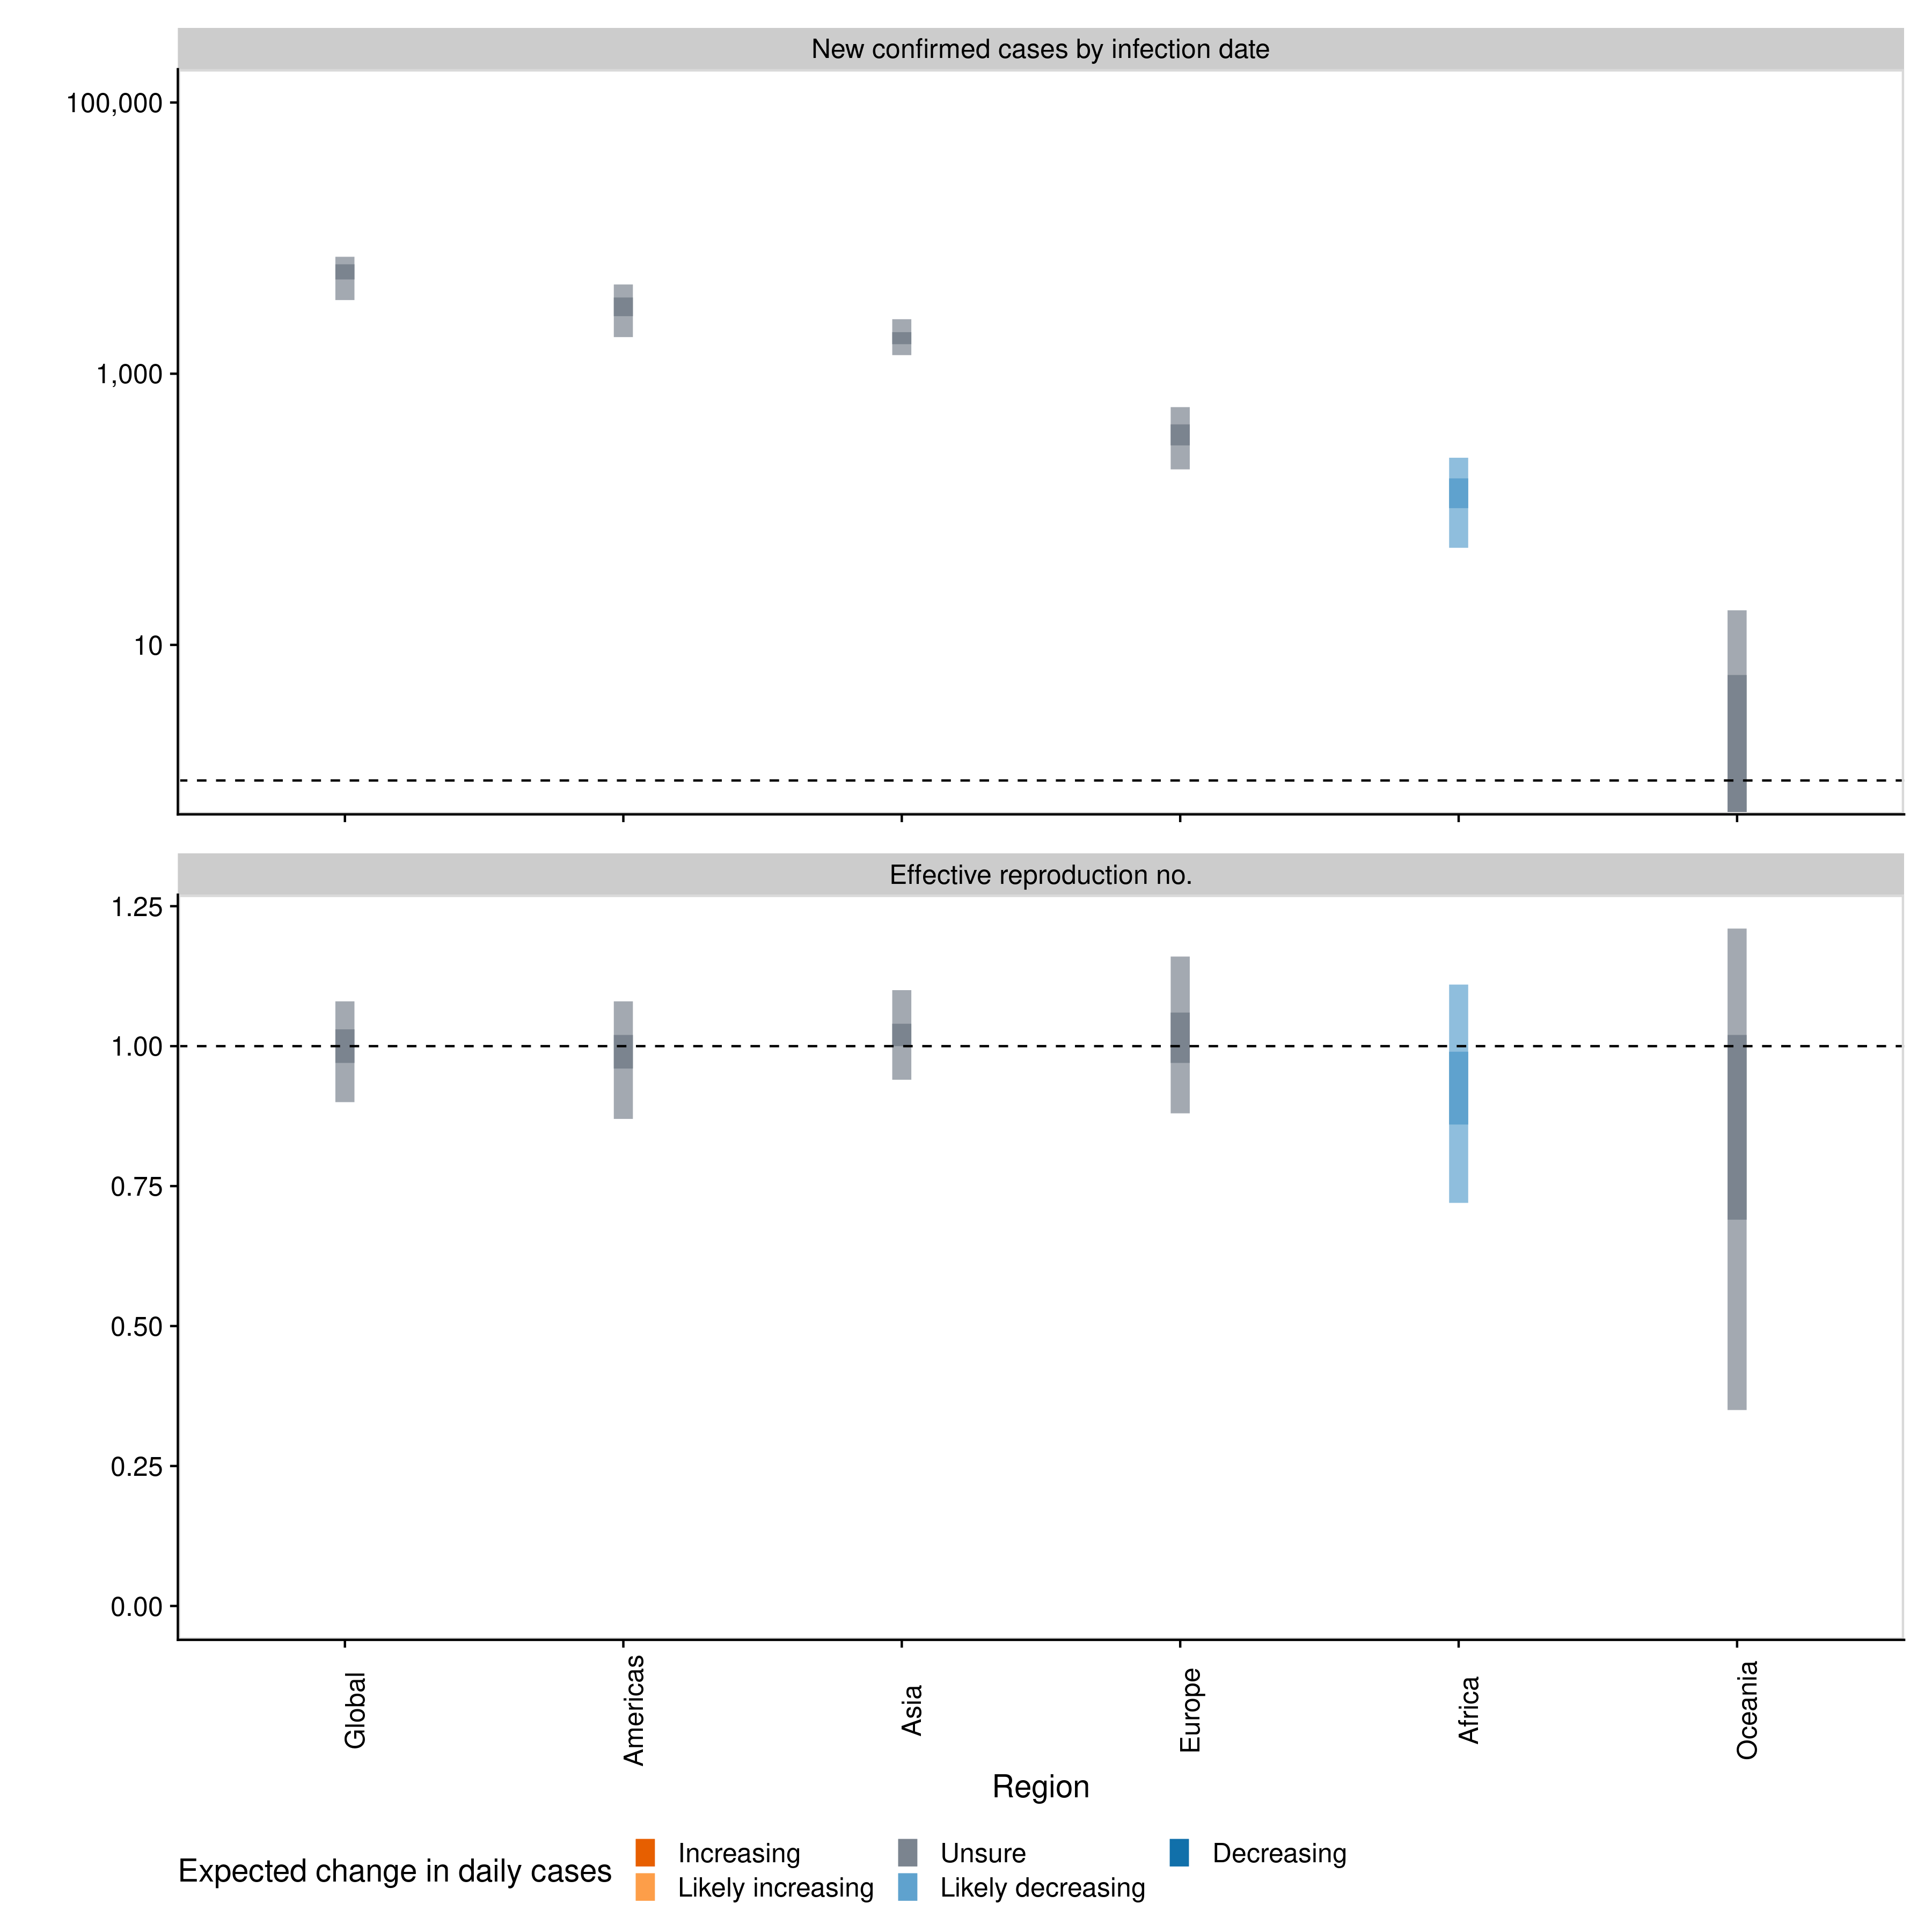 New confirmed cases by infection date
100,000
1,000
10
Effective reproduction no.
1.25
1.00
0.75
0.50
0.25
0.00
Global
Americas
Asia
Europe
Africa
Oceania
Region
Expected change in daily cases
Increasing
Likely increasing
Unsure
Likely decreasing
Decreasing